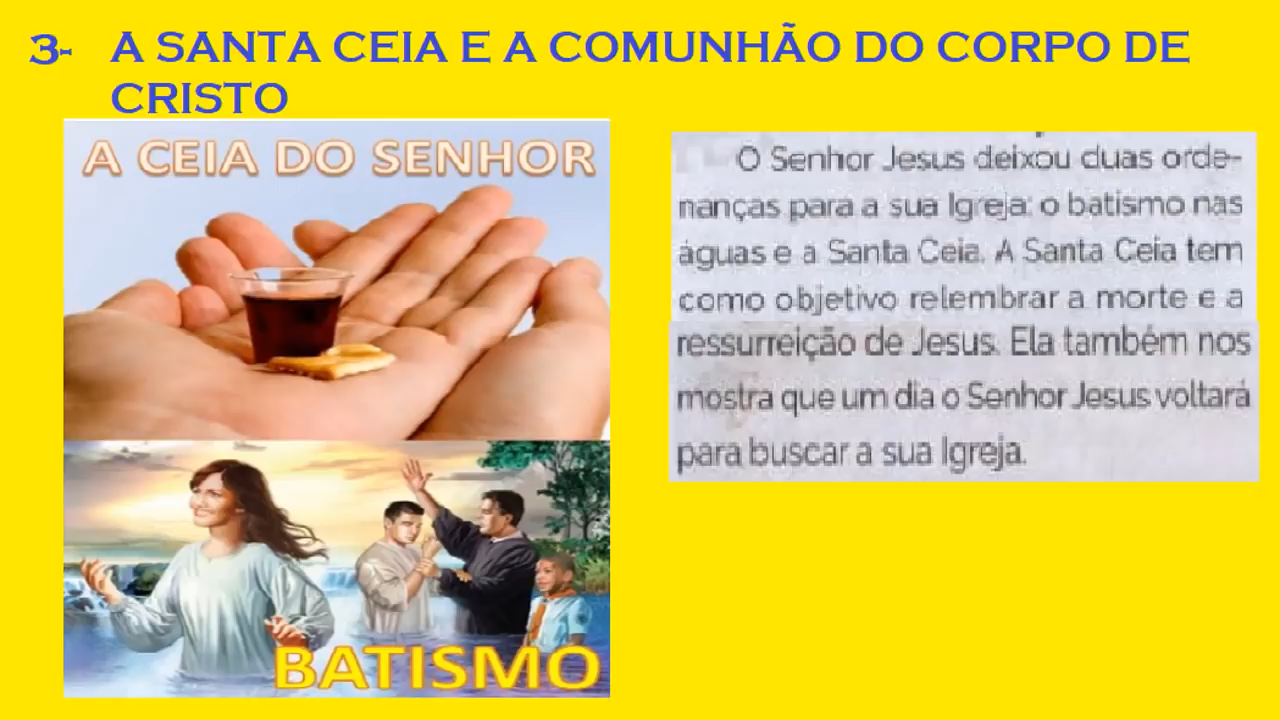 3- A SANTA CEIA E A COMUNHÃO DO CORPO DE
CRISTO
A CEIA DO SENHOR
BATISMO
O Senhor Jesus deixou duas orde-
nanças para a sua Igreja: o batismo nas
águas e a Santa Ceia. A Santa Ceia tem
como objetivo relembrar a morte e a
ressurreição de Jesus. Ela também nos
mostra que um dia o Senhor Jesus voltará
para buscar a sua Igreja.